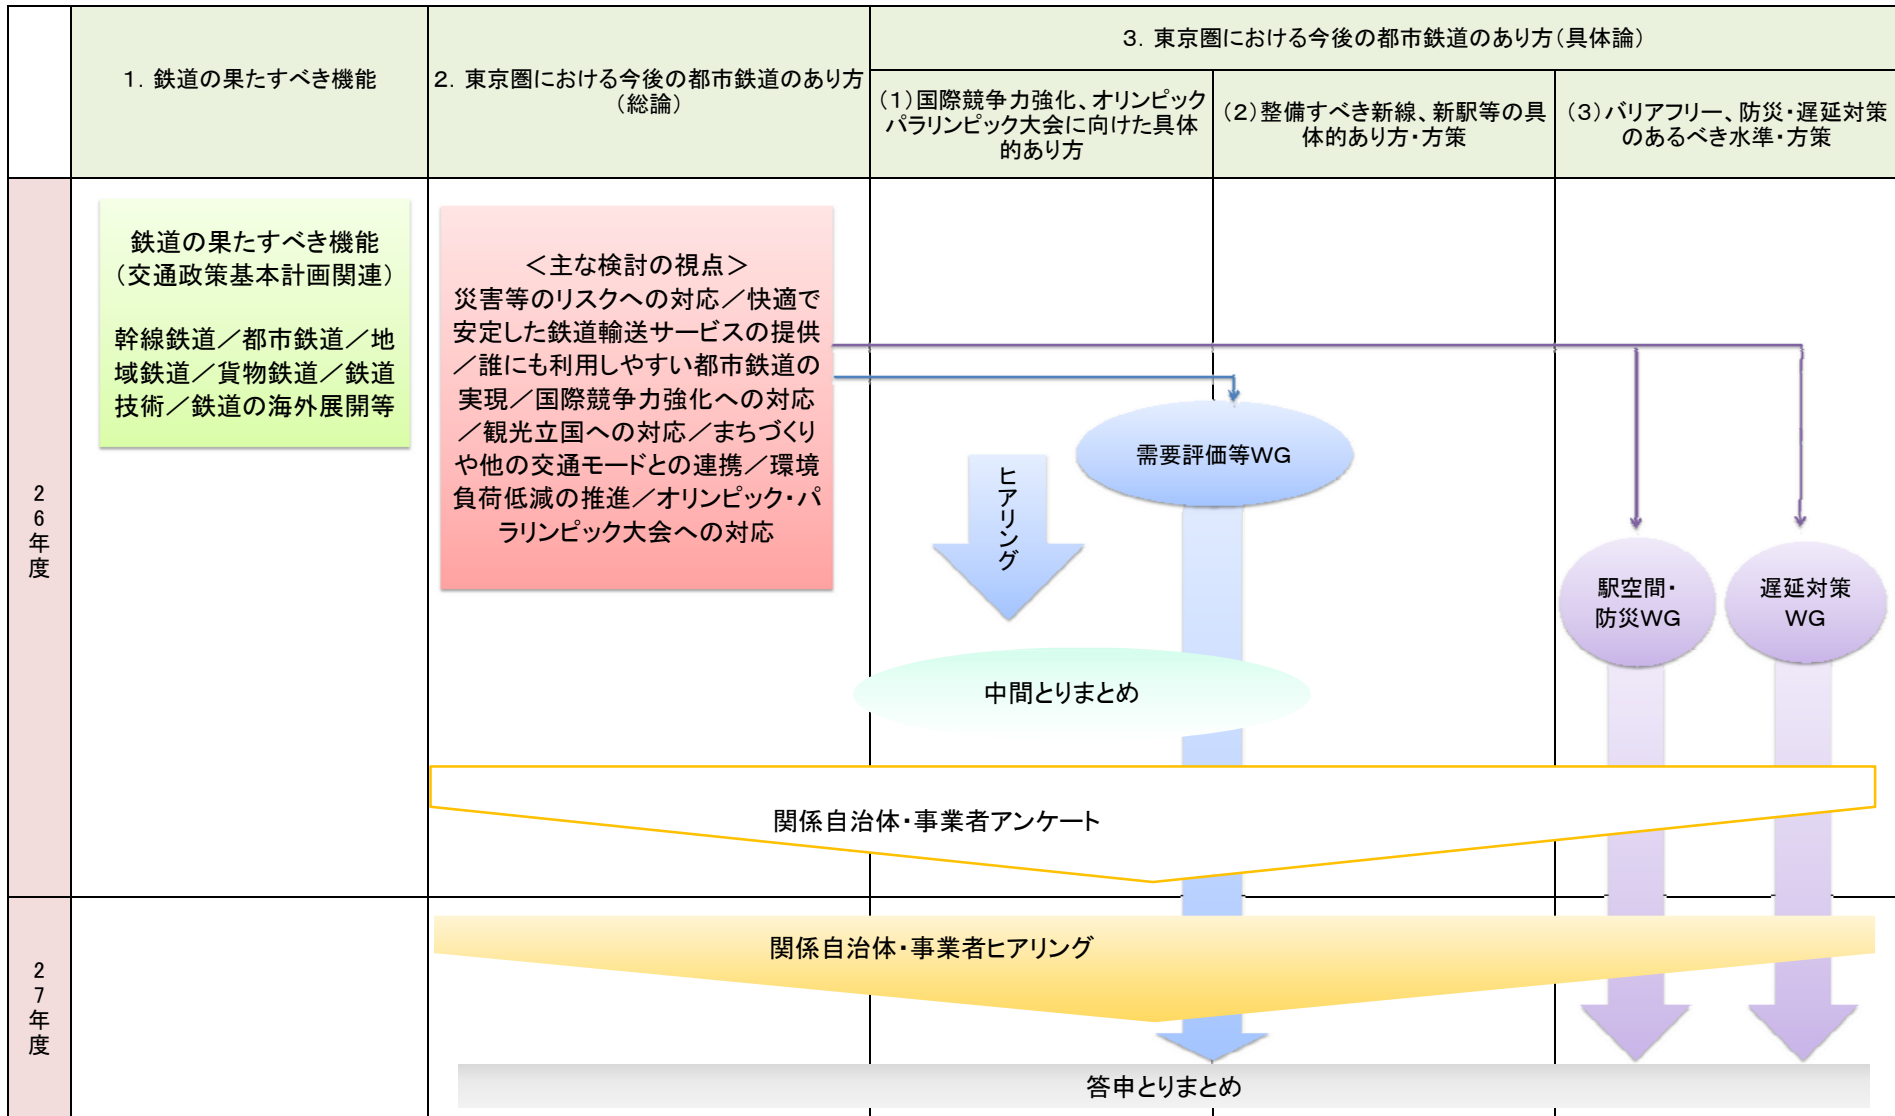 1．鉄道の果たすべき機能
2．東京圏における今後の都市鉄道のあり方
（総論）
3．東京圏における今後の都市鉄道のあり方（具体論）
（1）国際競争力強化、オリンピック
パラリンピック大会に向けた具体
的あり方
（2）整備すべき新線、新駅等の具
体的あり方・方策
（3）バリアフリー、防災・遅延対策
のあるべき水準・方策
26年度
鉄道の果たすべき機能
（交通政策基本計画関連）
幹線鉄道／都市鉄道／地
域鉄道／貨物鉄道／鉄道
技術／鉄道の海外展開等
＜主な検討の視点＞
災害等のリスクへの対応／快適で
安定した鉄道輸送サービスの提供
／誰にも利用しやすい都市鉄道の
実現／国際競争力強化への対応
／観光立国への対応／まちづくり
や他の交通モードとの連携／環境
負荷低減の推進／オリンピック・パ
ラリンピック大会への対応
ヒアリング
需要評価等WG
駅空間・
防災WG
遅延対策
WG
中間とりまとめ
関係自治体・事業者アンケート
27年度
関係自治体・事業者ヒアリング
答申とりまとめ